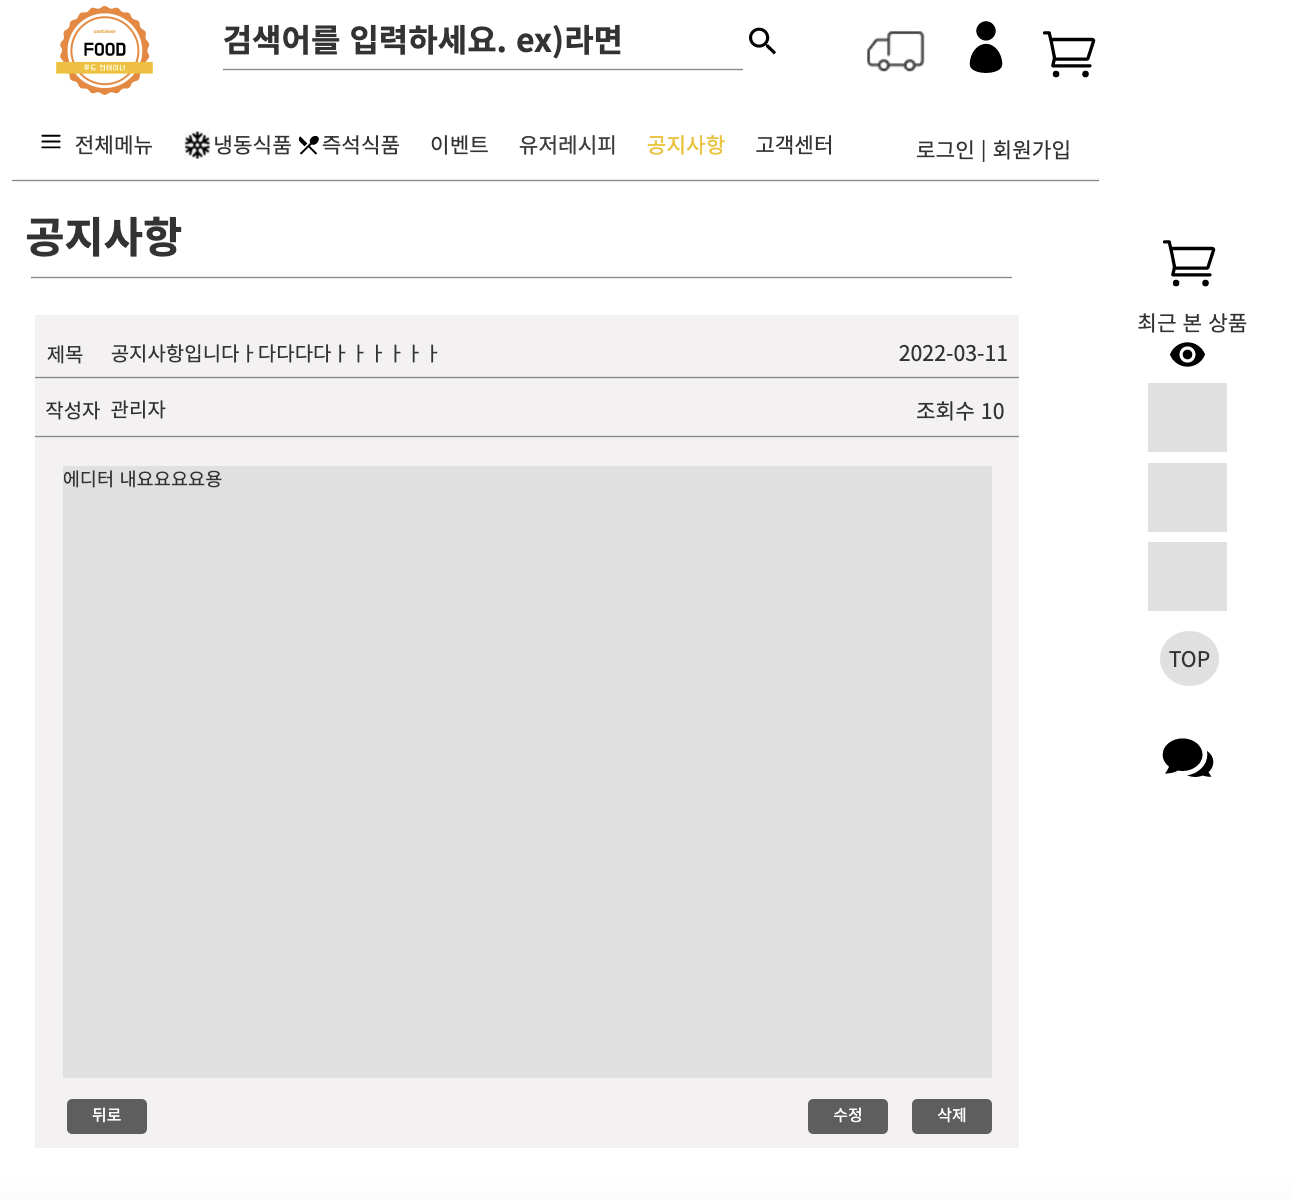 FOOD
푸드 컨테이너
검색어를 입력하세요. ex)라면
전체메뉴 냉동식품 즉석식품 이벤트 유저레시피 공지사항 고객센터 로그인 | 회원가입
공지사항
제목 공지사항입니다ㅏ다다다다ㅏㅏㅏㅏㅏㅏ 2022-03-11
작성자 관리자 조회수 10
에디터 내요요요요용
뒤로 수정 삭제
최근 본 상품
TOP